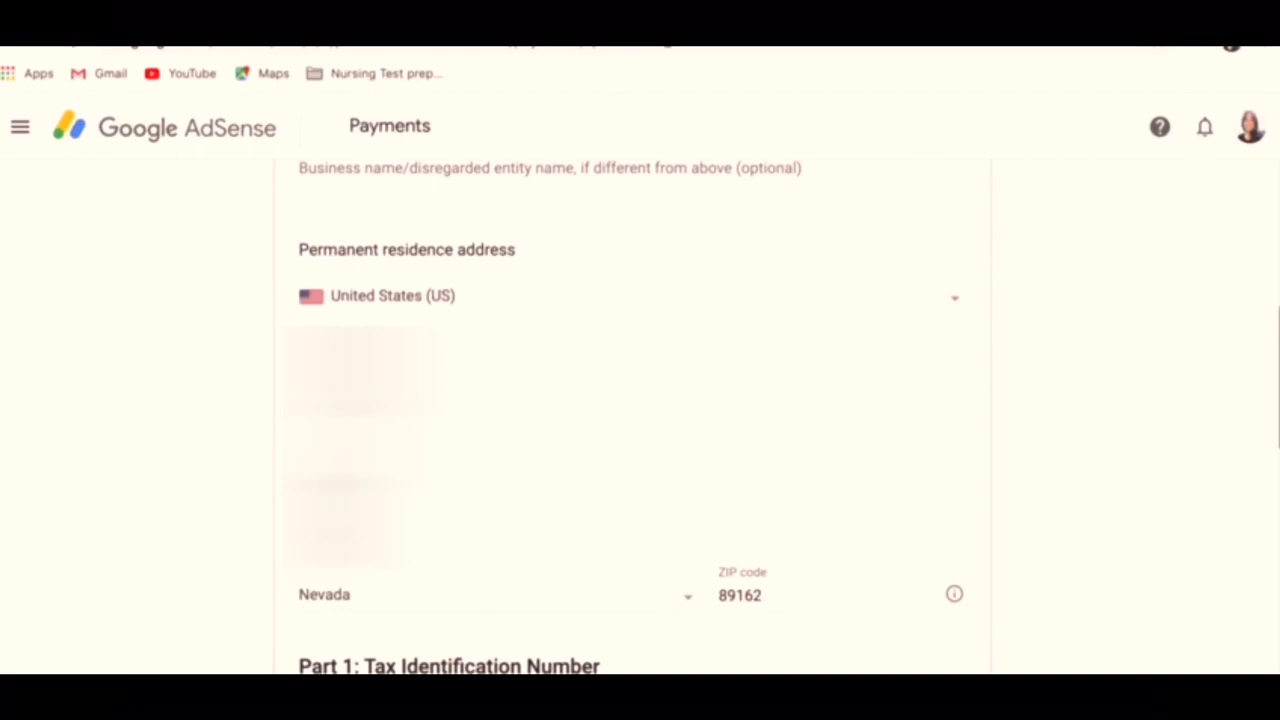 Apps Gmail YouTube Maps Nursing Test prep...
Google AdSense Payments
Business name/disregarded entity name, if different from above (optional)
Permanent residence address
United States (US)
ZIP code
Nevada 89162
Part 1: Tax Identification Number